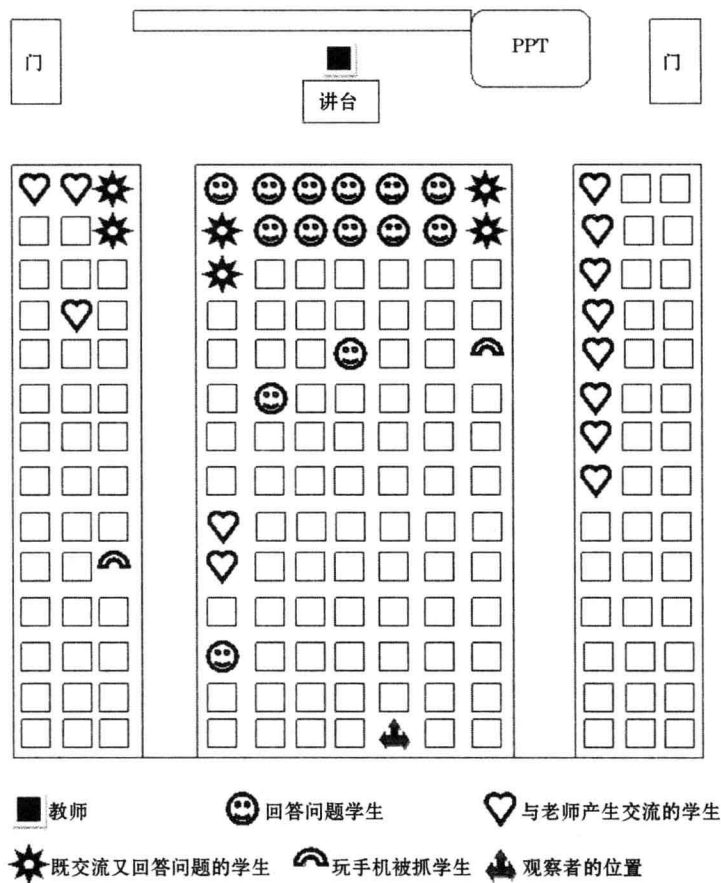 PPT
门
门
讲台
教师
回答问题学生
与老师产生交流的学生
既交流又回答问题的学生
玩手机被抓学生
观察者的位置